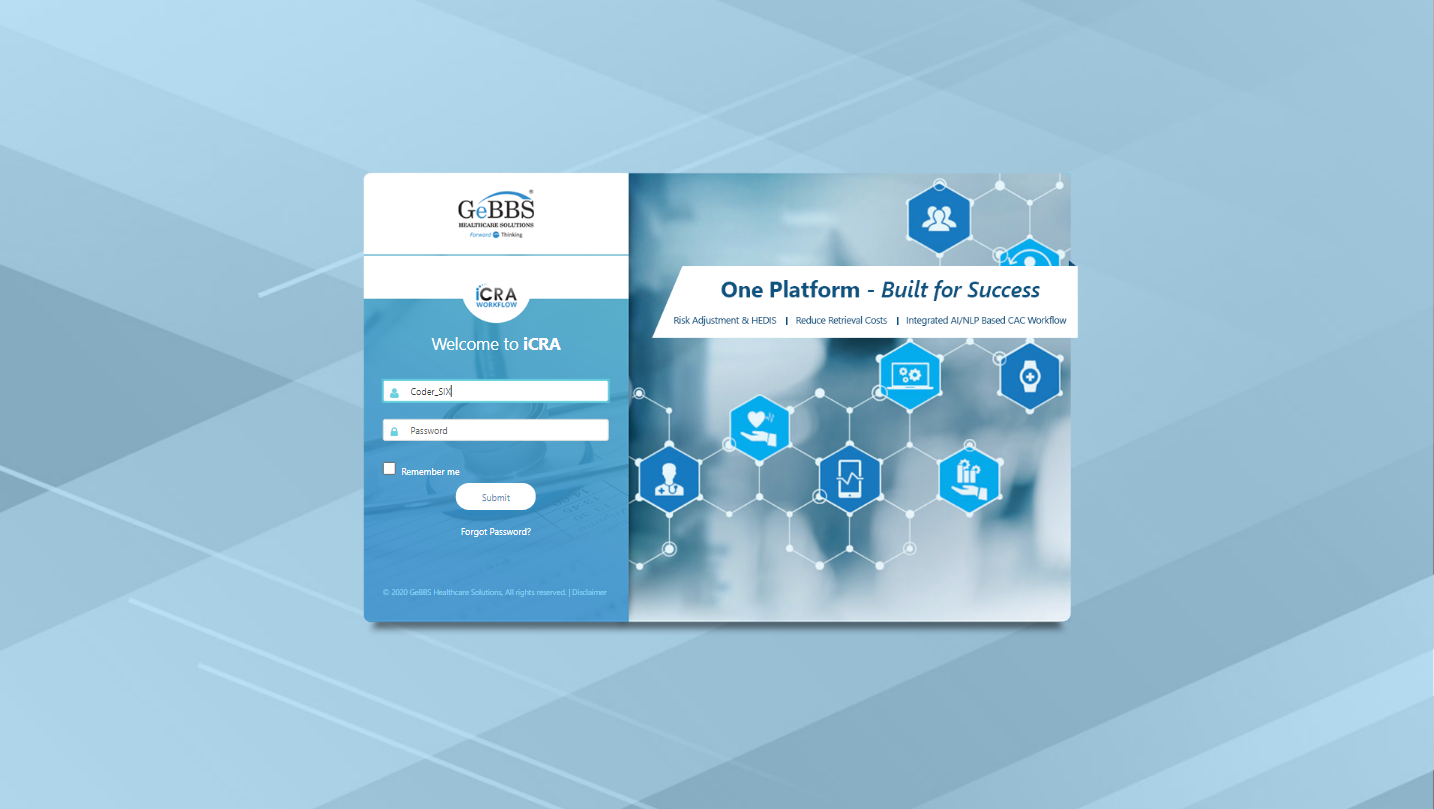 GeBBS®
HEALTHCARE SOLUTIONS
Forward Thinking
iCRA
WORKFLOW
Welcome to iCRA
Coder_SIX
Password
Remember me
Submit
Forgot Password?
© 2020 GeBBS Healthcare Solutions, All rights reserved. | Disclaimer
One Platform - Built for Success
Risk Adjustment & HEDIS | Reduce Retrieval Costs | Integrated AI/NLP Based CAC Workflow